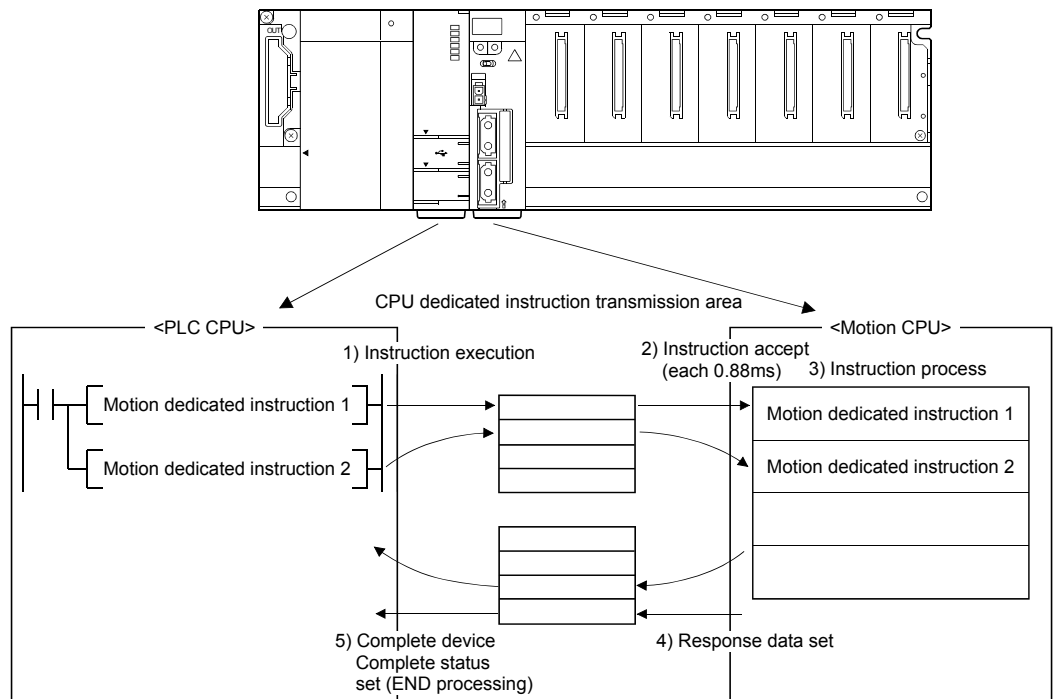 OUT
CPU dedicated instruction transmission area
<PLC CPU>
<Motion CPU>
1) Instruction execution
2) Instruction accept
(each 0.88ms)
3) Instruction process
Motion dedicated instruction 1
Motion dedicated instruction 2
Motion dedicated instruction 1
Motion dedicated instruction 2
5) Complete device
Complete status
set (END processing)
4) Response data set